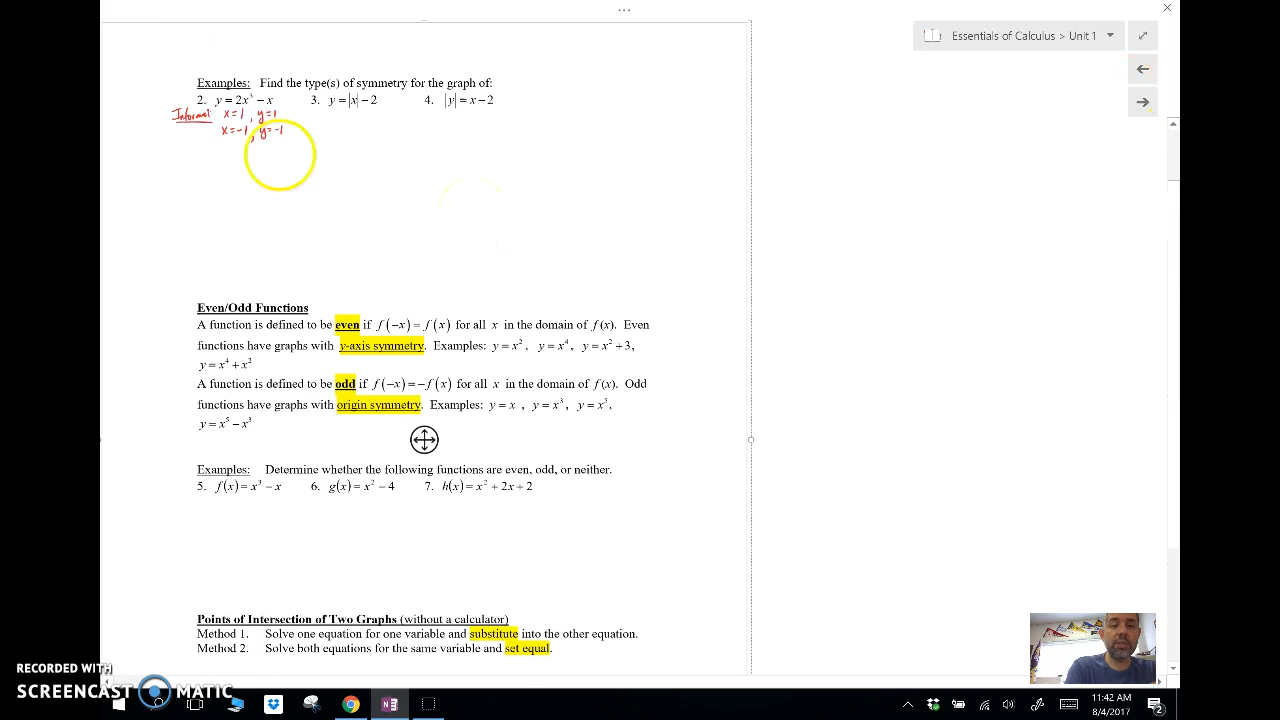 Essentials of Calculus > Unit 1
Examples: Find the type(s) of symmetry for the graph of:
2. y = 2x³ − x 3. y = |x| − 2 4. |y| = x − 2
Informal: x = 1, y = 1
x = −1, y = −1
Even/Odd Functions
A function is defined to be even if f(−x) = f(x) for all x in the domain of f(x). Even
functions have graphs with y-axis symmetry. Examples: y = x², y = x⁴, y = x² + 3,
y = x⁴ + x²
A function is defined to be odd if f(−x) = −f(x) for all x in the domain of f(x). Odd
functions have graphs with origin symmetry. Examples: y = x, y = x³, y = x⁵,
y = x⁵ − x³
Examples: Determine whether the following functions are even, odd, or neither.
5. f(x) = x³ − x 6. g(x) = x² − 4 7. h(x) = x² + 2x + 2
Points of Intersection of Two Graphs (without a calculator)
Method 1. Solve one equation for one variable and substitute into the other equation.
Method 2. Solve both equations for the same variable and set equal.
RECORDED WITH
SCREENCAST MATIC
11:42 AM
8/4/2017
2